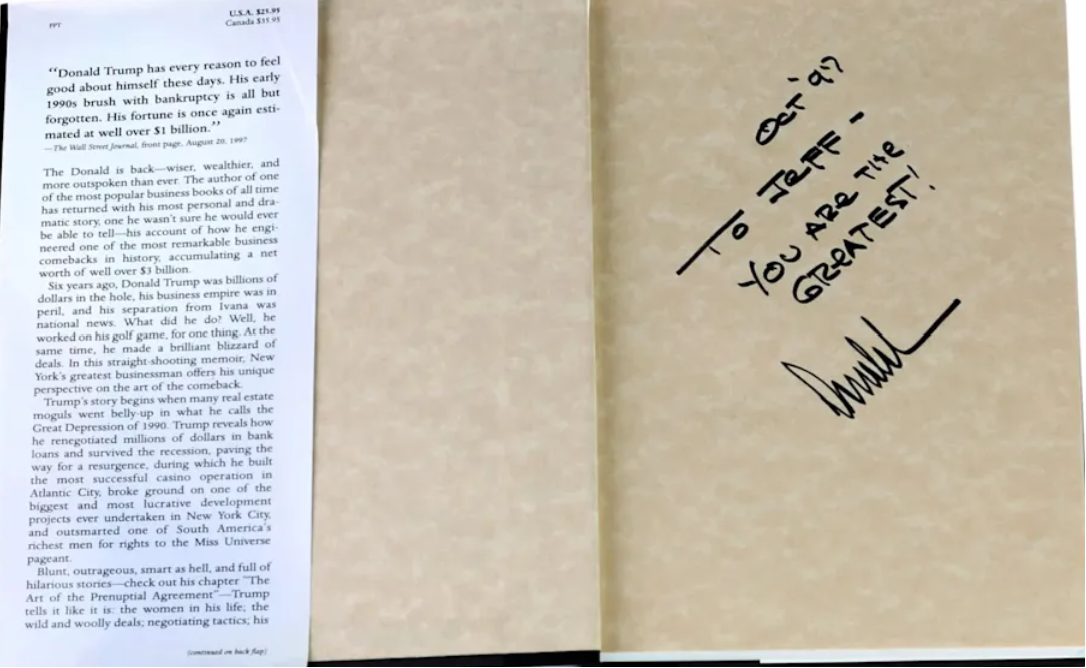 PPT
U.S.A. $25.95
Canada $35.95
“Donald Trump has every reason to feel
good about himself these days. His early
1990s brush with bankruptcy is all but
forgotten. His fortune is once again esti-
mated at well over $1 billion.”
—The Wall Street Journal, front page, August 20, 1997
The Donald is back—wiser, wealthier, and
more outspoken than ever. The author of one
of the most popular business books of all time
has returned with his most personal and dra-
matic story, one he wasn't sure he would ever
be able to tell—his account of how he engi-
neered one of the most remarkable business
comebacks in history, accumulating a net
worth of well over $3 billion.
Six years ago, Donald Trump was billions of
dollars in the hole, his business empire was in
peril, and his separation from Ivana was
national news. What did he do? Well, he
worked on his golf game, for one thing. At the
same time, he made a brilliant blizzard of
deals. In this straight-shooting memoir, New
York's greatest businessman offers his unique
perspective on the art of the comeback.
Trump's story begins when many real estate
moguls went belly-up in what he calls the
Great Depression of 1990. Trump reveals how
he renegotiated millions of dollars in bank
loans and survived the recession, paving the
way for a resurgence, during which he built
the most successful casino operation in
Atlantic City, broke ground on one of the
biggest and most lucrative development
projects ever undertaken in New York City,
and outsmarted one of South America's
richest men for rights to the Miss Universe
pageant.
Blunt, outrageous, smart as hell, and full of
hilarious stories—check out his chapter "The
Art of the Prenuptial Agreement"—Trump
tells it like it is: the women in his life; the
wild and woolly deals; negotiating tactics; his
(continued on back flap)
OCT '97
TO JEFF -
YOU ARE THE
GREATEST!
Donald